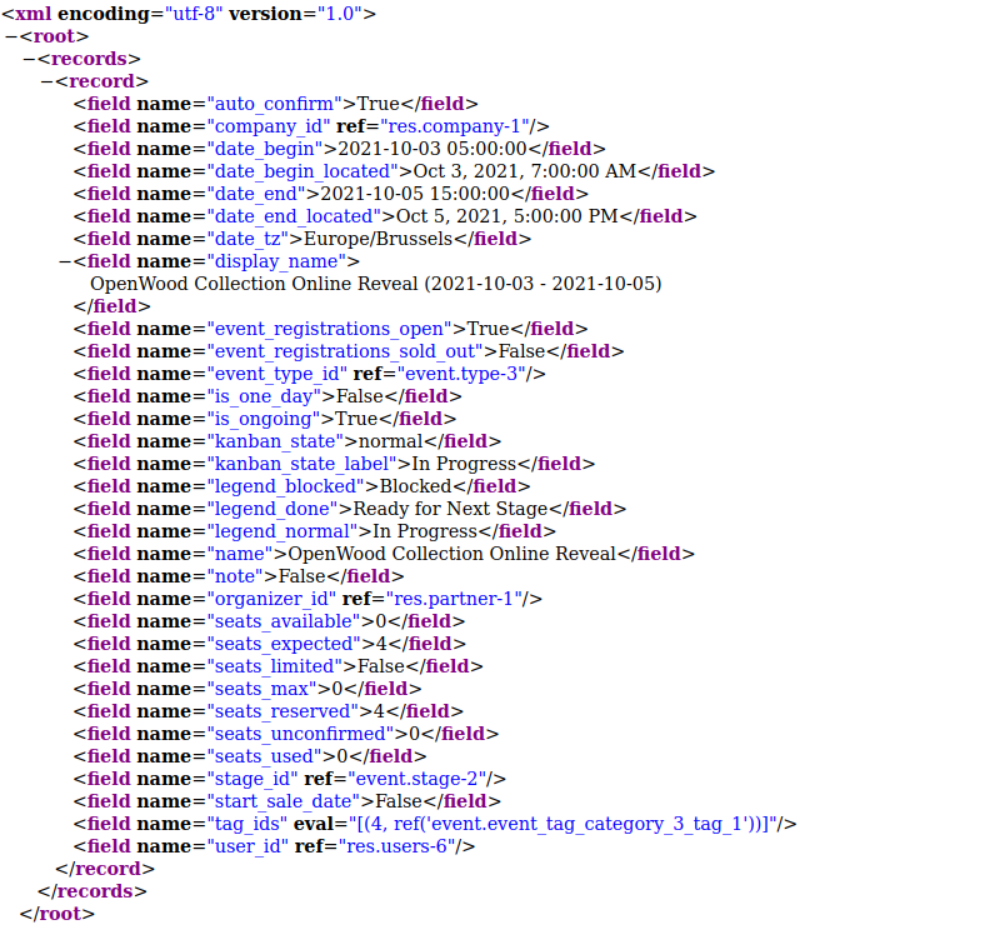 <xml encoding="utf-8" version="1.0">
−<root>
−<records>
−<record>
<field name="auto_confirm">True</field>
<field name="company_id" ref="res.company-1"/>
<field name="date_begin">2021-10-03 05:00:00</field>
<field name="date_begin_located">Oct 3, 2021, 7:00:00 AM</field>
<field name="date_end">2021-10-05 15:00:00</field>
<field name="date_end_located">Oct 5, 2021, 5:00:00 PM</field>
<field name="date_tz">Europe/Brussels</field>
−<field name="display_name">
OpenWood Collection Online Reveal (2021-10-03 - 2021-10-05)
</field>
<field name="event_registrations_open">True</field>
<field name="event_registrations_sold_out">False</field>
<field name="event_type_id" ref="event.type-3"/>
<field name="is_one_day">False</field>
<field name="is_ongoing">True</field>
<field name="kanban_state">normal</field>
<field name="kanban_state_label">In Progress</field>
<field name="legend_blocked">Blocked</field>
<field name="legend_done">Ready for Next Stage</field>
<field name="legend_normal">In Progress</field>
<field name="name">OpenWood Collection Online Reveal</field>
<field name="note">False</field>
<field name="organizer_id" ref="res.partner-1"/>
<field name="seats_available">0</field>
<field name="seats_expected">4</field>
<field name="seats_limited">False</field>
<field name="seats_max">0</field>
<field name="seats_reserved">4</field>
<field name="seats_unconfirmed">0</field>
<field name="seats_used">0</field>
<field name="stage_id" ref="event.stage-2"/>
<field name="start_sale_date">False</field>
<field name="tag_ids" eval="[(4, ref('event.event_tag_category_3_tag_1'))]"/>
<field name="user_id" ref="res.users-6"/>
</record>
</records>
</root>